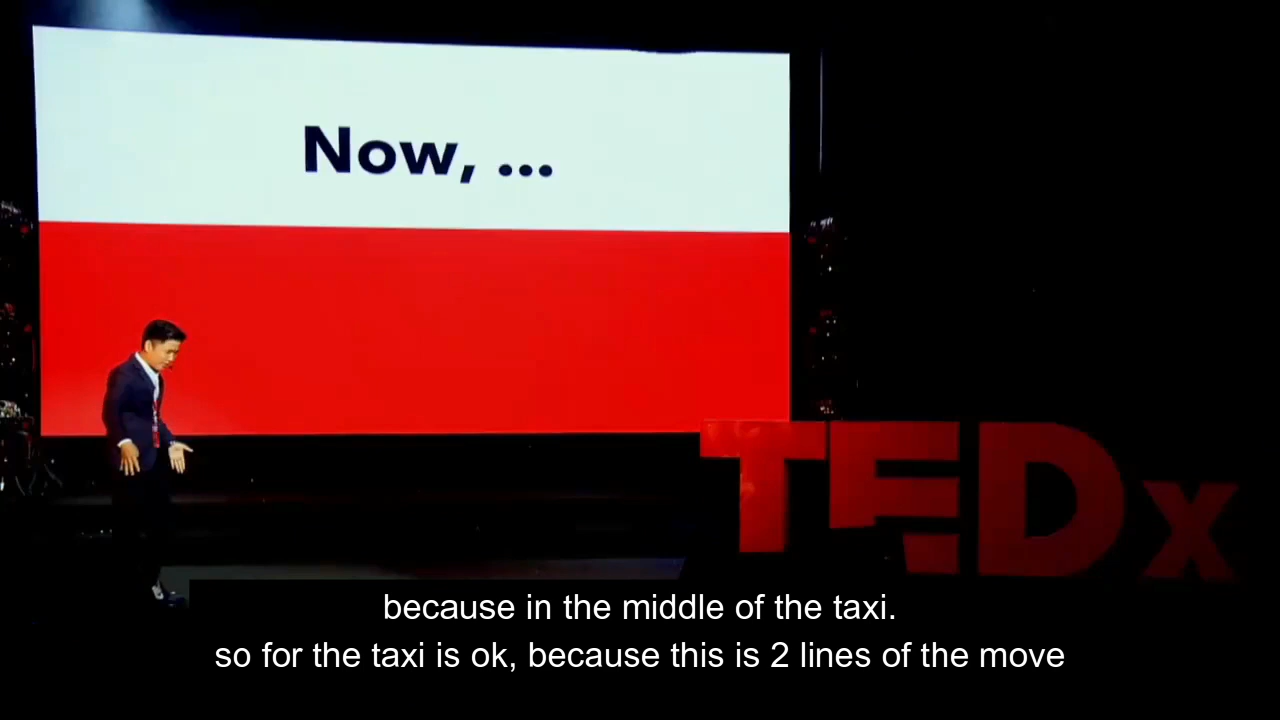 Now, ...
TEDx
because in the middle of the taxi.
so for the taxi is ok, because this is 2 lines of the move